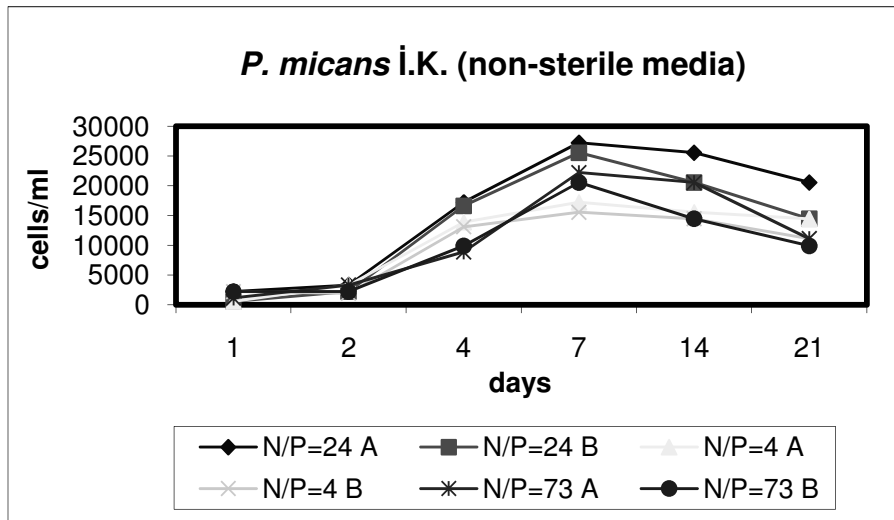 P. micans İ.K. (non-sterile media)
cells/ml
30000
25000
20000
15000
10000
5000
0
1 2 4 7 14 21
days
N/P=24 A N/P=24 B N/P=4 A
N/P=4 B N/P=73 A N/P=73 B